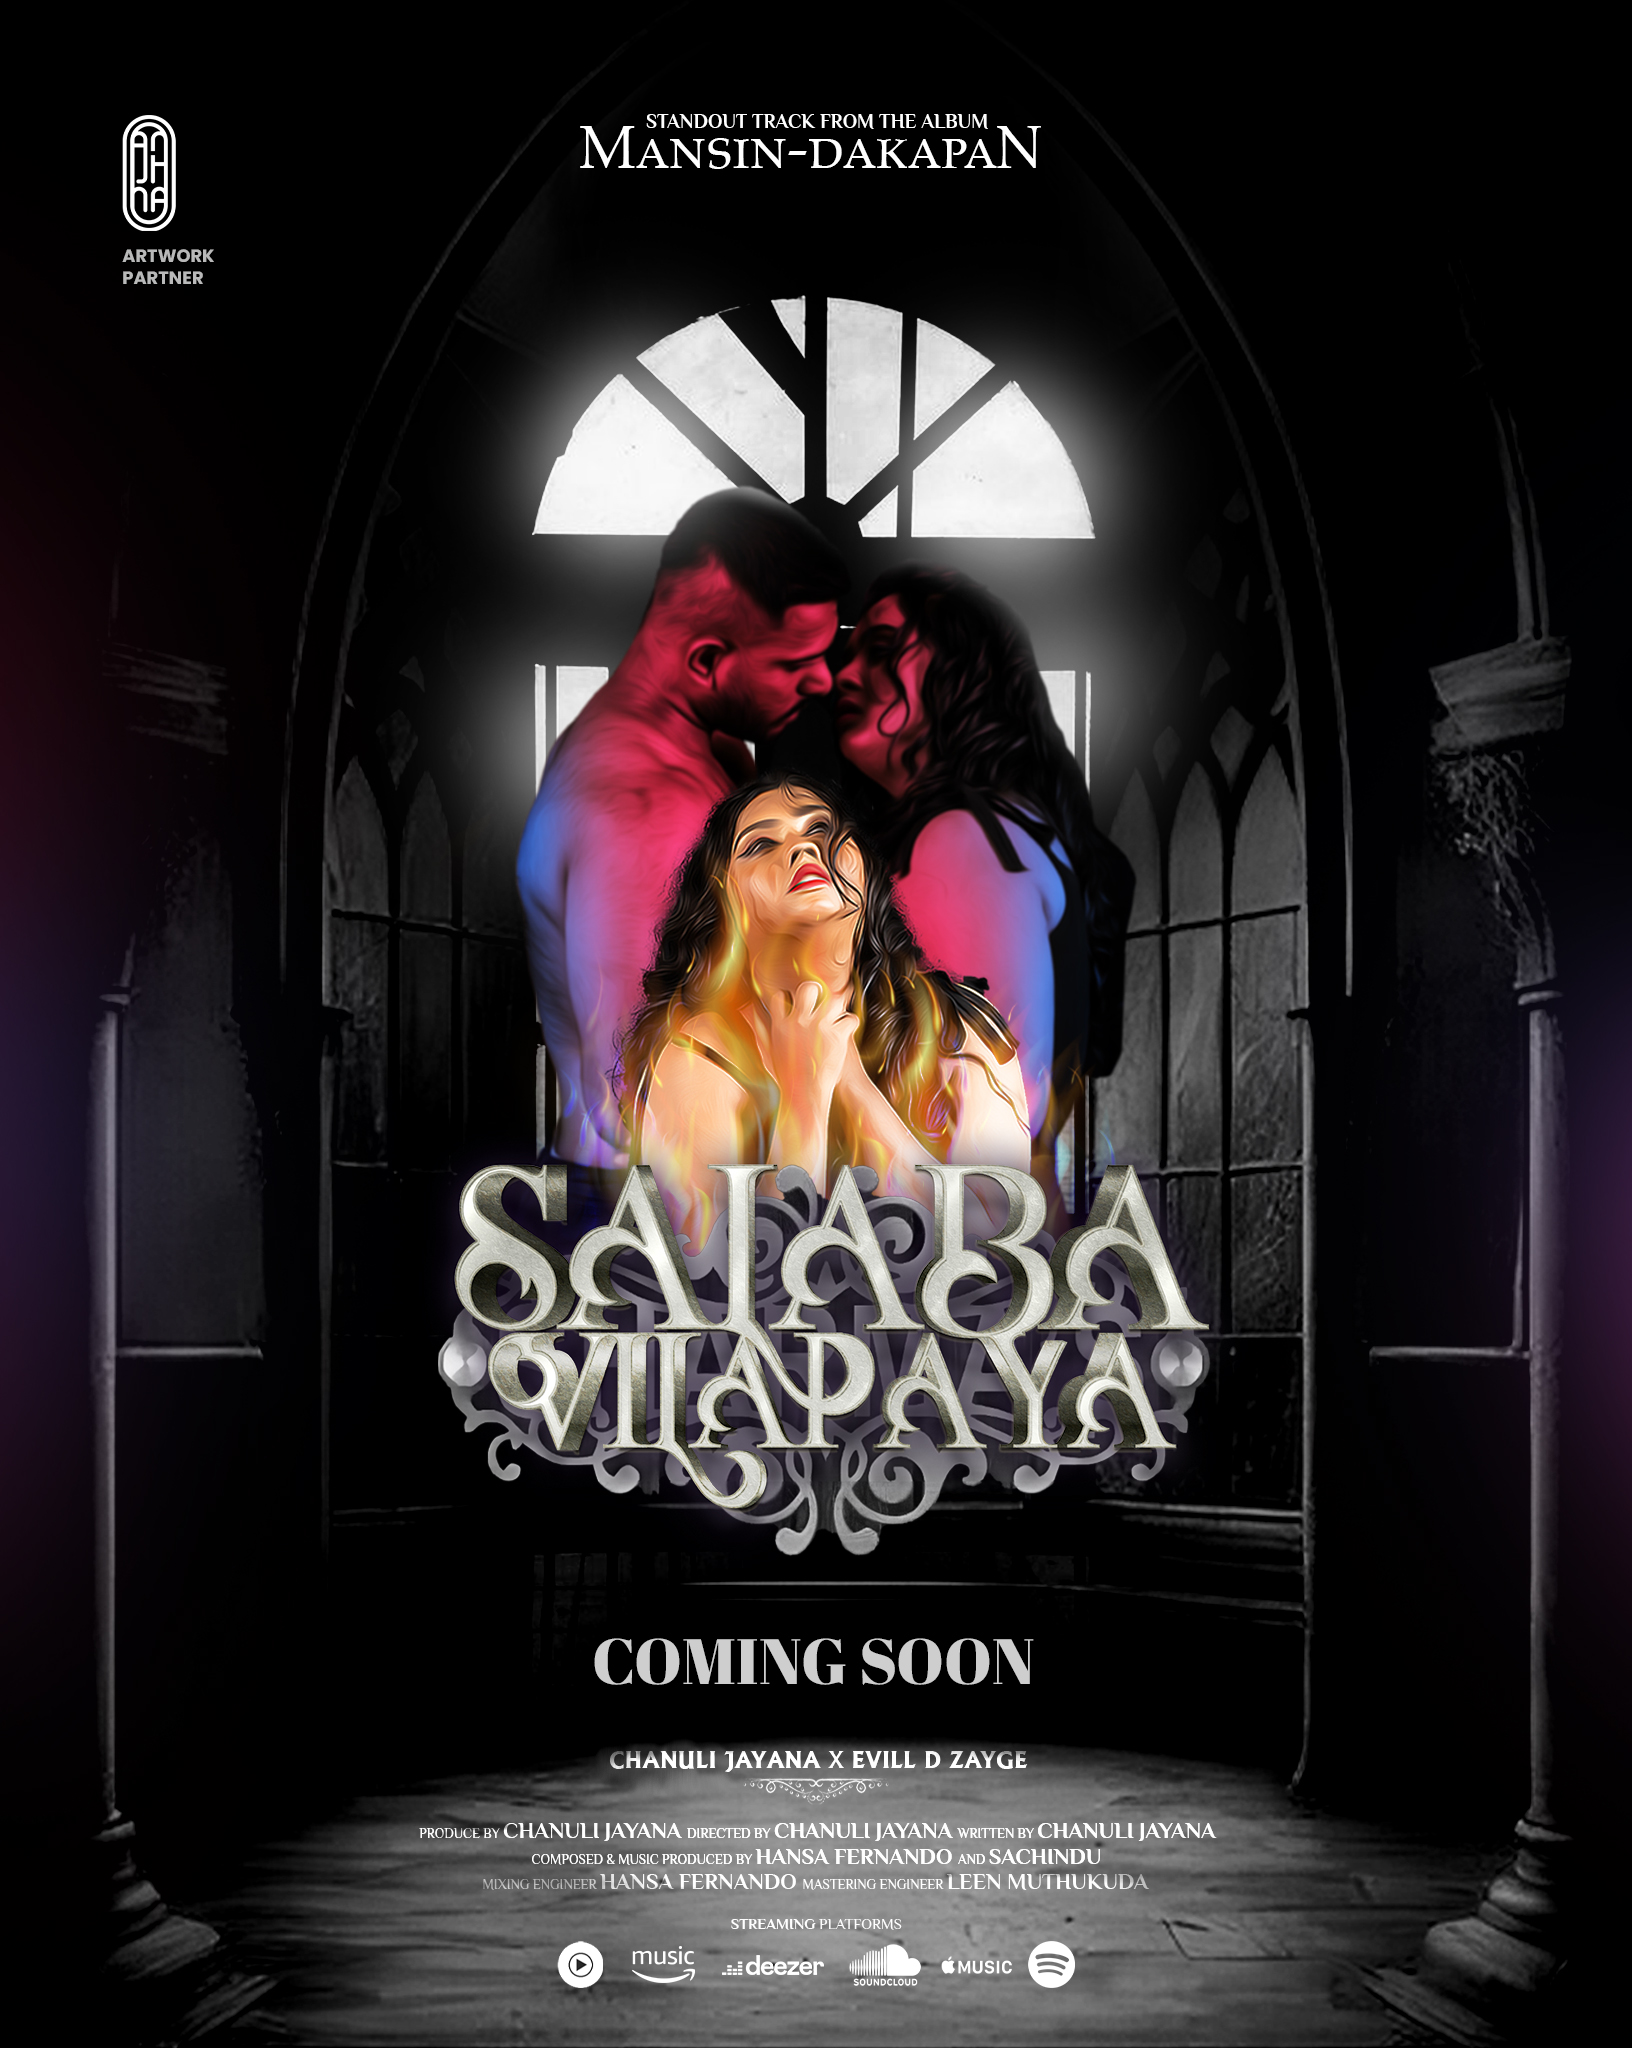 STANDOUT TRACK FROM THE ALBUM
MANSIN-DAKAPAN
ARTWORK
PARTNER
SAIABA
VILAPAYA
COMING SOON
CHANULI JAYANA X EVILL D ZAYGE
PRODUCE BY CHANULI JAYANA DIRECTED BY CHANULI JAYANA WRITTEN BY CHANULI JAYANA
COMPOSED & MUSIC PRODUCED BY HANSA FERNANDO AND SACHINDU
MIXING ENGINEER HANSA FERNANDO MASTERING ENGINEER LEEN MUTHUKUDA
STREAMING PLATFORMS
music deezer SOUNDCLOUD MUSIC